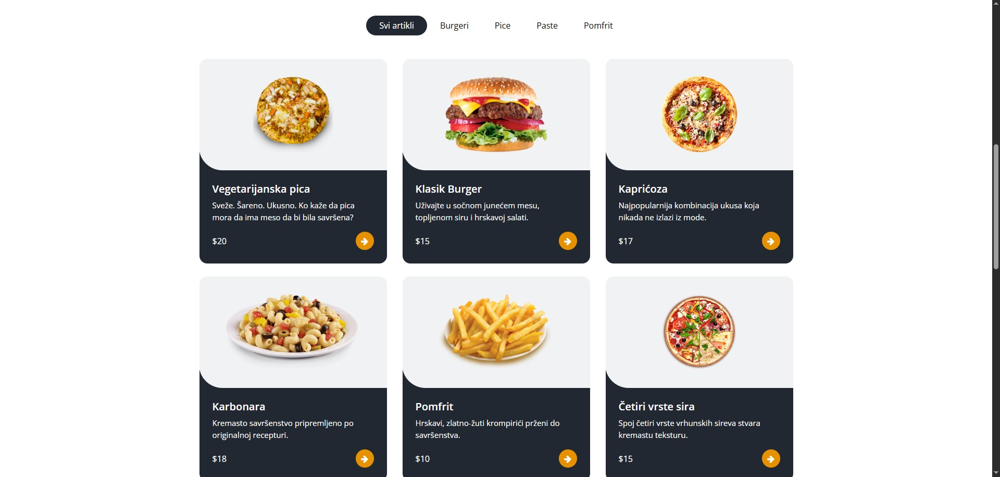 Svi artikli Burgeri Pice Paste Pomfrit
Vegetarijanska pica
Sveže. Šareno. Ukusno. Ko kaže da pica
mora da ima meso da bi bila savršena?
$20
Klasik Burger
Uživajte u sočnom junećem mesu,
topljenom siru i hrskavoj salati.
$15
Kaprićoza
Najpopularnija kombinacija ukusa koja
nikada ne izlazi iz mode.
$17
Karbonara
Kremasto savršenstvo pripremljeno po
originalnoj recepturi.
$18
Pomfrit
Hrskavi, zlatno-žuti krompirići prženi do
savršenstva.
$10
Četiri vrste sira
Spoj četiri vrste vrhunskih sireva stvara
kremastu teksturu.
$15